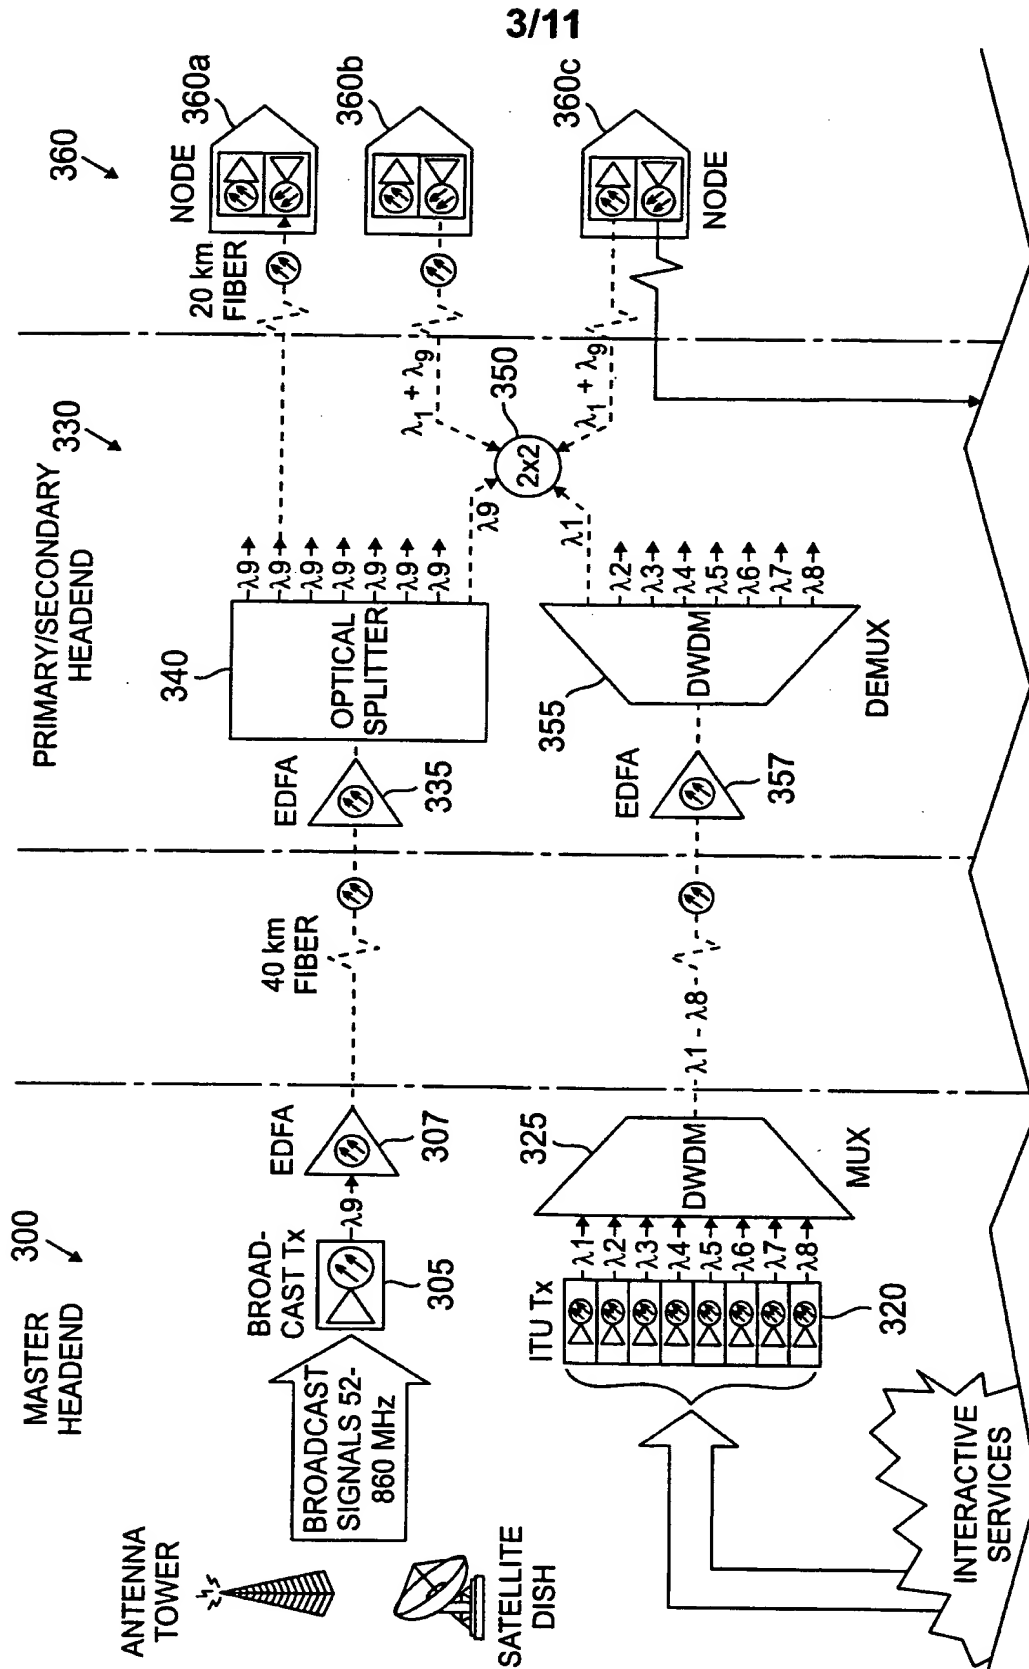 3/11
300
MASTER
HEADEND
ANTENNA
TOWER
SATELLITE
DISH
BROADCAST
SIGNALS 52-
860 MHz
BROAD-
CAST Tx
305
λ9
EDFA
307
40 km
FIBER
INTERACTIVE
SERVICES
ITU Tx
320
λ1
λ2
λ3
λ4
λ5
λ6
λ7
λ8
325
DWDM
MUX
λ1 - λ8
PRIMARY/SECONDARY
HEADEND
330
EDFA
335
340
OPTICAL
SPLITTER
λ9
λ9
λ9
λ9
λ9
λ9
λ9
λ9
EDFA
357
355
DWDM
DEMUX
λ1
λ2
λ3
λ4
λ5
λ6
λ7
λ8
2x2
350
λ1 + λ9
λ1 + λ9
20 km
FIBER
360
NODE
360a
360b
360c
NODE